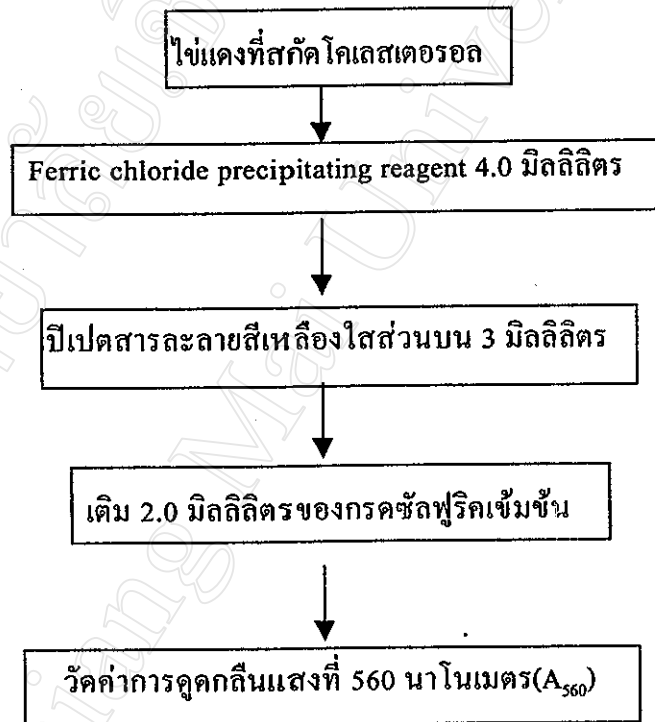 ไข่แดงที่สกัดโคเลสเตอรอล
Ferric chloride precipitating reagent 4.0 มิลลิลิตร
ปีเปตสารละลายสีเหลืองใสส่วนบน 3 มิลลิลิตร
เติม 2.0 มิลลิลิตรของกรดซัลฟูริคเข้มข้น
วัดค่าการดูดกลืนแสงที่ 560 นาโนเมตร(A₅₆₀)